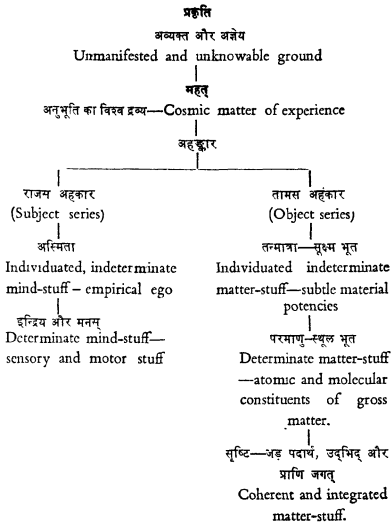 प्रकृति
अव्यक्त और अज्ञेय
Unmanifested and unknowable ground
महत्
अनुभूति का विश्व द्रव्य—Cosmic matter of experience
अहङ्कार
राजस अहकार
(Subject series)
अस्मिता
Individuated, indeterminate
mind-stuff – empirical ego
इन्द्रिय और मनस्
Determinate mind-stuff—
sensory and motor stuff
तामस अहंकार
(Object series)
तन्मात्रा—सूक्ष्म भूत
Individuated indeterminate
matter-stuff—subtle material
potencies
परमाणु—स्थूल भूत
Determinate matter-stuff
—atomic and molecular
constituents of gross
matter.
सृष्टि—जड़ पदार्थ, उद्भिद् और
प्राणि जगत्
Coherent and integrated
matter-stuff.